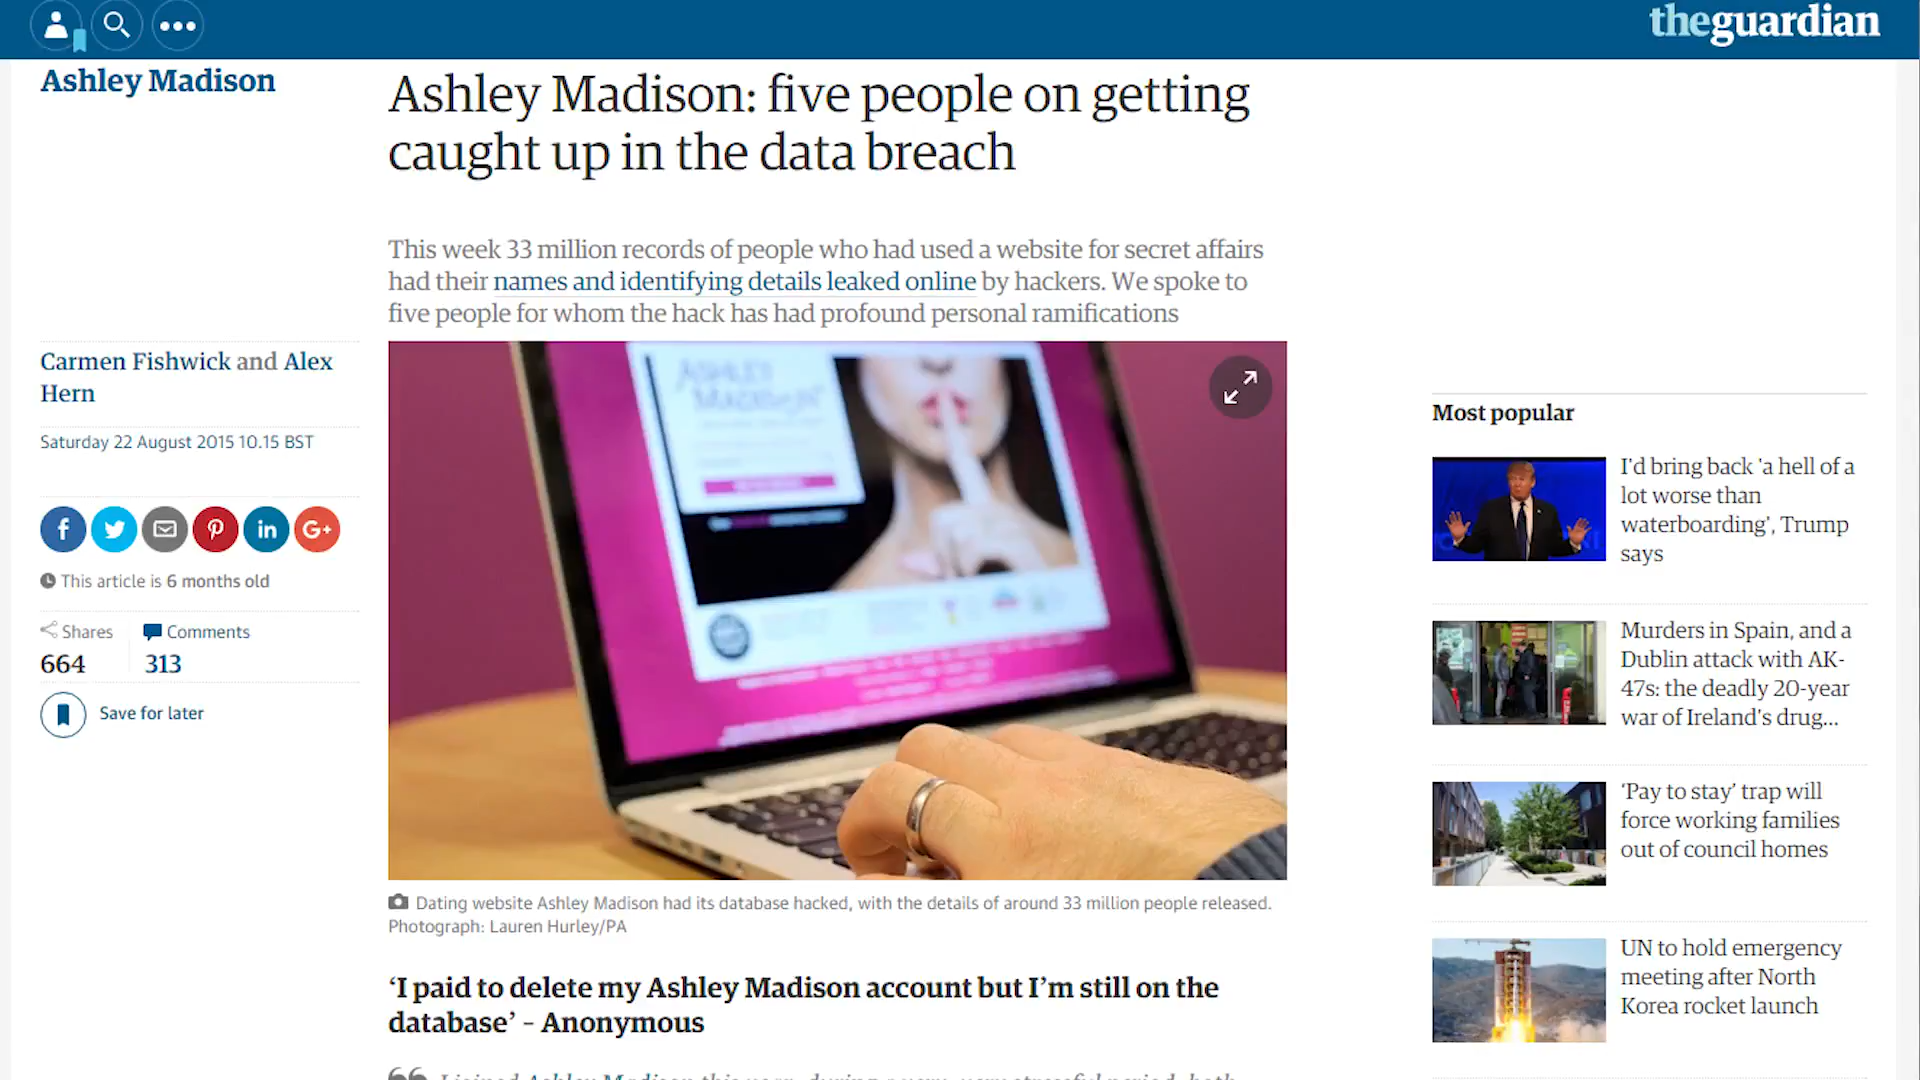 theguardian
Ashley Madison
Ashley Madison: five people on getting
caught up in the data breach
This week 33 million records of people who had used a website for secret affairs
had their names and identifying details leaked online by hackers. We spoke to
five people for whom the hack has had profound personal ramifications
Carmen Fishwick and Alex
Hern
Saturday 22 August 2015 10.15 BST
This article is 6 months old
Shares
664
Comments
313
Save for later
ASHLEY
MADISON
Dating website Ashley Madison had its database hacked, with the details of around 33 million people released.
Photograph: Lauren Hurley/PA
‘I paid to delete my Ashley Madison account but I’m still on the
database’ – Anonymous
Most popular
I’d bring back ‘a hell of a
lot worse than
waterboarding’, Trump
says
Murders in Spain, and a
Dublin attack with AK-
47s: the deadly 20-year
war of Ireland’s drug...
‘Pay to stay’ trap will
force working families
out of council homes
UN to hold emergency
meeting after North
Korea rocket launch